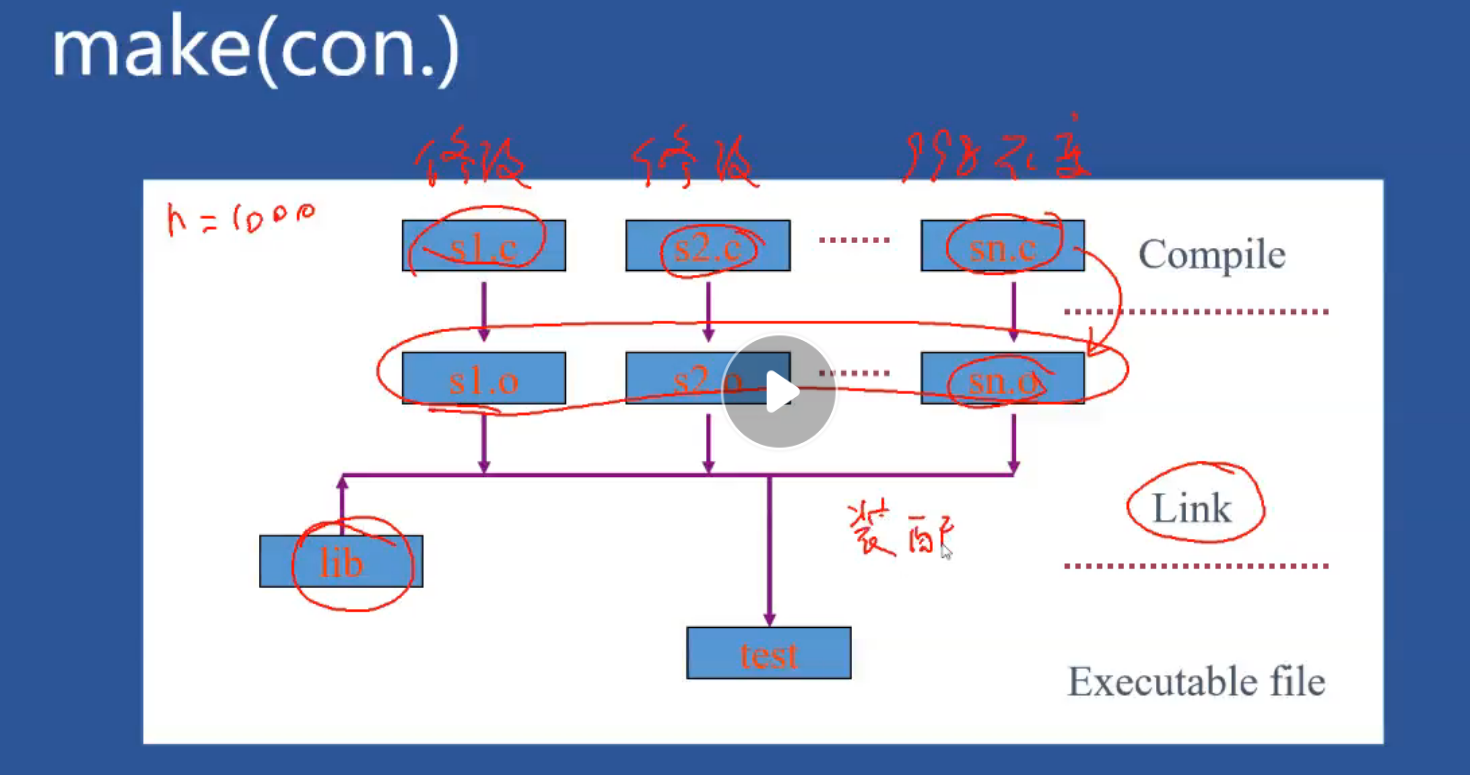 make(con.)
修改 修改 998不变
n=1000
s1.c s2.c sn.c Compile
s1.o s2.o sn.o
装配 Link
lib
test
Executable file